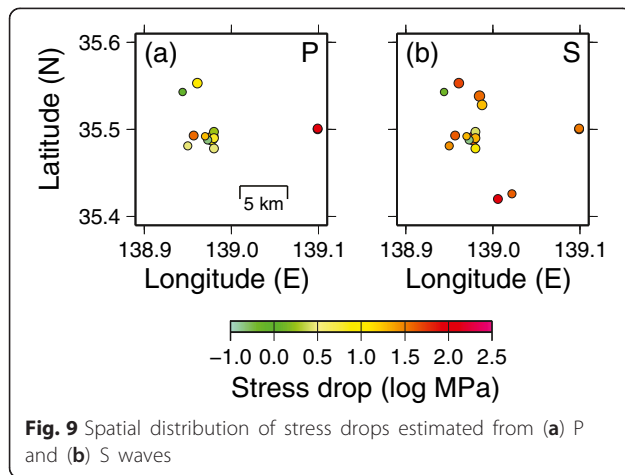 (a) P
(b) S
35.6
35.5
35.4
Latitude (N)
5 km
138.9 139.0 139.1
138.9 139.0 139.1
Longitude (E)
Longitude (E)
−1.0 0.0 0.5 1.0 1.5 2.0 2.5
Stress drop (log MPa)
Fig. 9 Spatial distribution of stress drops estimated from (a) P
and (b) S waves